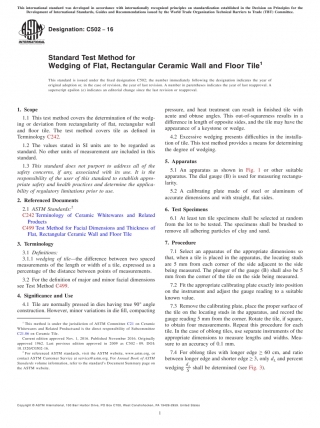 This international standard was developed in accordance with internationally recognized principles on standardization established in the Decision on Principles for the
Development of International Standards, Guides and Recommendations issued by the World Trade Organization Technical Barriers to Trade (TBT) Committee.
Designation: C502 − 16
Standard Test Method for
Wedging of Flat, Rectangular Ceramic Wall and Floor Tile1
This standard is issued under the fixed designation C502; the number immediately following the designation indicates the year of
original adoption or, in the case of revision, the year of last revision. A number in parentheses indicates the year of last reapproval. A
superscript epsilon (ε) indicates an editorial change since the last revision or reapproval.
1. Scope
1.1 This test method covers the determination of the wedging or deviation from rectangularity of flat, rectangular wall
and floor tile. The test method covers tile as defined in
Terminology C242.
1.2 The values stated in SI units are to be regarded as
standard. No other units of measurement are included in this
standard.
1.3 This standard does not purport to address all of the
safety concerns, if any, associated with its use. It is the
responsibility of the user of this standard to establish appropriate safety and health practices and determine the applicability of regulatory limitations prior to use.
2. Referenced Documents
2.1 ASTM Standards:2
C242 Terminology of Ceramic Whitewares and Related
Products
C499 Test Method for Facial Dimensions and Thickness of
Flat, Rectangular Ceramic Wall and Floor Tile
3. Terminology
3.1 Definitions:
3.1.1 wedging of tile—the difference between two spaced
measurements of the length or width of a tile, expressed as a
percentage of the distance between points of measurements.
3.2 For the definition of major and minor facial dimensions
see Test Method C499.
4. Significance and Use
4.1 Tile are normally pressed in dies having true 90° angle
construction. However, minor variations in die fill, compacting
1 This method is under the jurisdiction of ASTM Committee C21 on Ceramic
Whitewares and Related Products and is the direct responsibility of Subcommittee
C21.06 on Ceramic Tile.
Current edition approved Nov. 1, 2016. Published November 2016. Originally
approved. Last previous edition approved in 2009 as C502 – 09. DOI:
10.1520/C0502-16.
2 For referenced ASTM standards, visit the ASTM website, www.astm.org, or
contact ASTM Customer Service at service@astm.org. For Annual Book of ASTM
Standards volume information, refer to the standard's Document Summary page on
the ASTM website.
pressure, and heat treatment can result in finished tile with
acute and obtuse angles. This out-of-squareness results in a
difference in length of opposite sides, and the tile may have the
appearance of a keystone or wedge.
4.2 Excessive wedging presents difficulties in the installation of tile. This test method provides a means for determining
the degree of wedging.
5. Apparatus
5.1 An apparatus as shown in Fig. 1 or other suitable
apparatus. The dial gauge (B) is used for measuring rectangularity.
5.2 A calibrating plate made of steel or aluminum of
accurate dimensions and with straight, flat sides.
6. Test Specimens
6.1 At least ten tile specimens shall be selected at random
from the lot to be tested. The specimens shall be brushed to
remove all adhering particles of clay and sand.
7. Procedure
7.1 Select an apparatus of the appropriate dimensions so
that, when a tile is placed in the apparatus, the locating studs
are 5 mm from each corner of the side adjacent to the side
being measured. The plunger of the gauge (B) shall also be 5
mm from the corner of the tile on the side being measured.
7.2 Fit the appropriate calibrating plate exactly into position
on the instrument and adjust the gauge reading to a suitable
known value.
7.3 Remove the calibrating plate, place the proper surface of
the tile on the locating studs in the apparatus, and record the
gauge reading 5 mm from the corner. Rotate the tile, if square,
to obtain four measurements. Repeat this procedure for each
tile. In the case of oblong tiles, use separate instruments of the
appropriate dimensions to measure lengths and widths. Measure to an accuracy of 0.1 mm.
7.4 For oblong tiles with longer edge ≥ 60 cm, and ratio
between longer edge and shorter edge ≥ 3, only
Copyright © ASTM International, 100 Barr Harbor Drive, PO Box C700, West Conshohocken, PA 19428-2959. United States
1